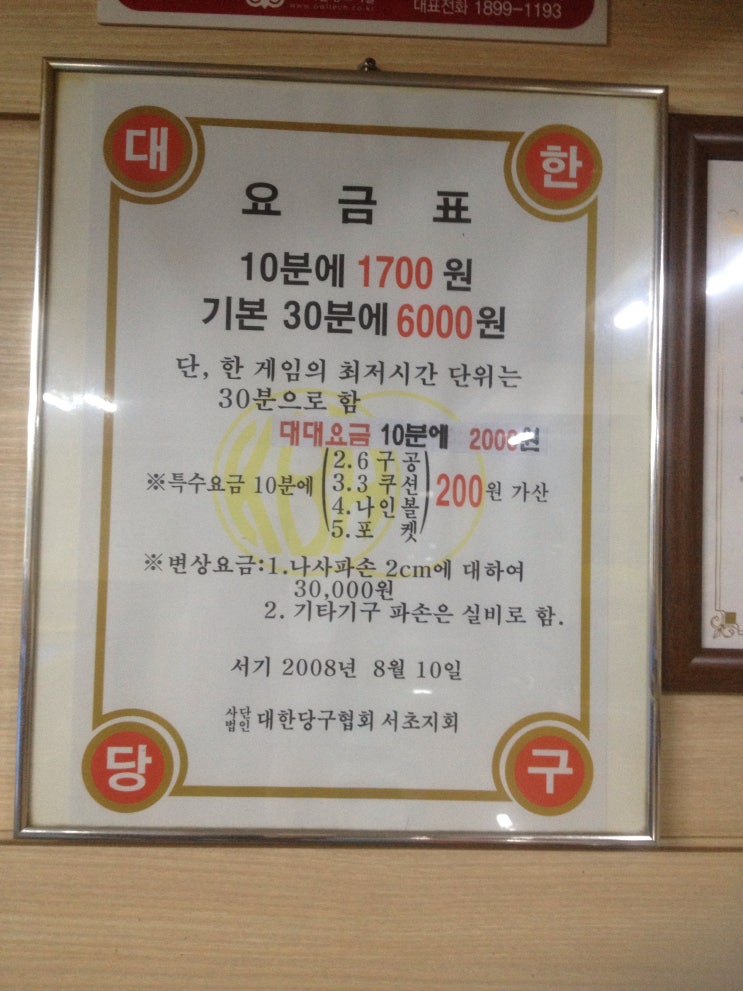 대표전화 1899-1193
대 한
요 금 표
10분에 1700 원
기본 30분에 6000원
단, 한 게임의 최저시간 단위는
30분으로 함
대대요금 10분에 2000원
※특수요금 10분에 (2.6구공 3.3쿠션 4.나인볼 5.포 켓) 200원 가산
※변상요금:1.나사파손 2cm에 대하여
30,000원
2. 기타기구 파손은 실비로 함.
서기 2008년 8월 10일
사단법인 대한당구협회 서초지회
당 구